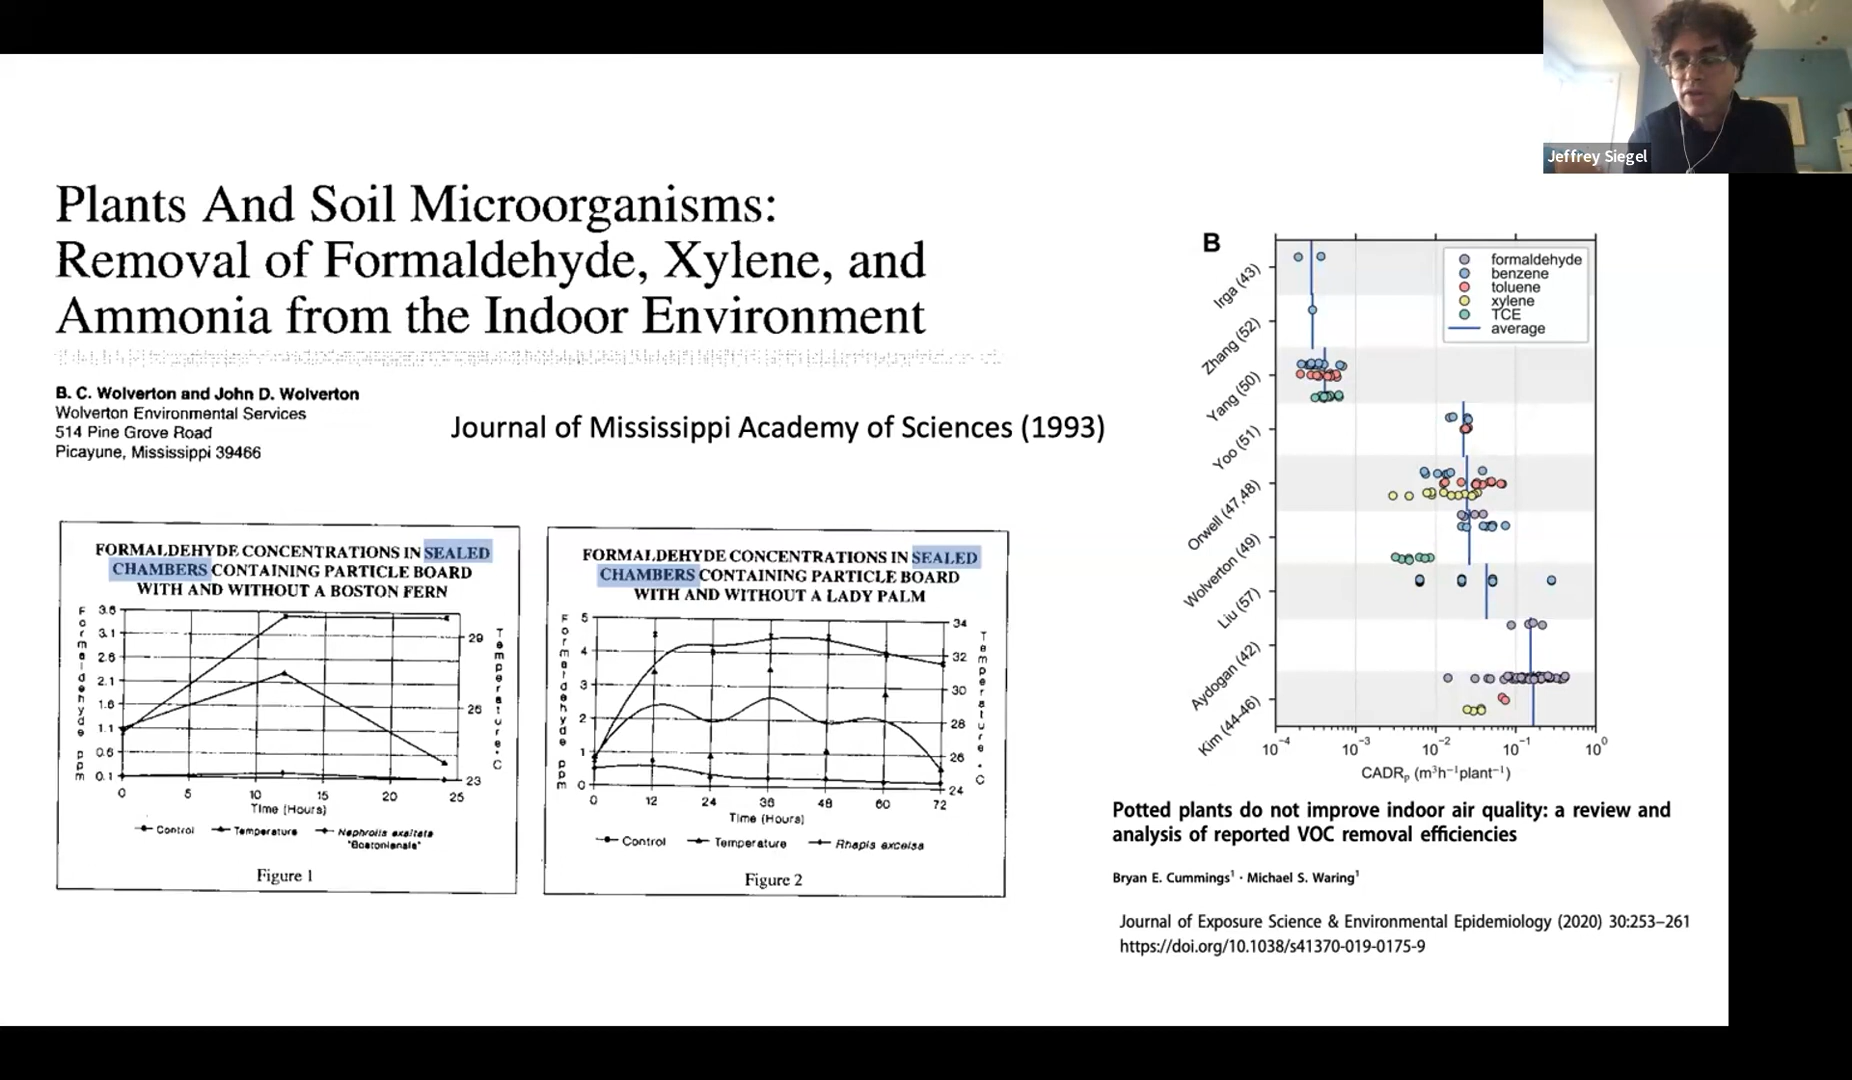 Jeffrey Siegel
Plants And Soil Microorganisms:
Removal of Formaldehyde, Xylene, and
Ammonia from the Indoor Environment
B. C. Wolverton and John D. Wolverton
Wolverton Environmental Services
514 Pine Grove Road
Picayune, Mississippi 39466
Journal of Mississippi Academy of Sciences (1993)
FORMALDEHYDE CONCENTRATIONS IN SEALED
CHAMBERS CONTAINING PARTICLE BOARD
WITH AND WITHOUT A BOSTON FERN
Formaldehyde ppm
3.6
3.1
2.6
2.1
1.6
1.1
0.6
0.1
29
26
23
Temperature °C
0 5 10 15 20 25
Time (Hours)
Control Temperature Nephrolis exaltata
"Bostoniensis"
Figure 1
FORMALDEHYDE CONCENTRATIONS IN SEALED
CHAMBERS CONTAINING PARTICLE BOARD
WITH AND WITHOUT A LADY PALM
Formaldehyde ppm
5
4
3
2
1
0
34
32
30
28
26
24
Temperature °C
0 12 24 36 48 60 72
Time (Hours)
Control Temperature Rhapis excelsa
Figure 2
B
formaldehyde
benzene
toluene
xylene
TCE
average
Irga (43)
Zhang (52)
Yang (50)
Yoo (51)
Orwell (47,48)
Wolverton (49)
Liu (57)
Aydogan (42)
Kim (44-46)
10⁻⁴ 10⁻³ 10⁻² 10⁻¹ 10⁰
CADRₚ (m³h⁻¹plant⁻¹)
Potted plants do not improve indoor air quality: a review and
analysis of reported VOC removal efficiencies
Bryan E. Cummings¹ · Michael S. Waring¹
Journal of Exposure Science & Environmental Epidemiology (2020) 30:253–261
https://doi.org/10.1038/s41370-019-0175-9